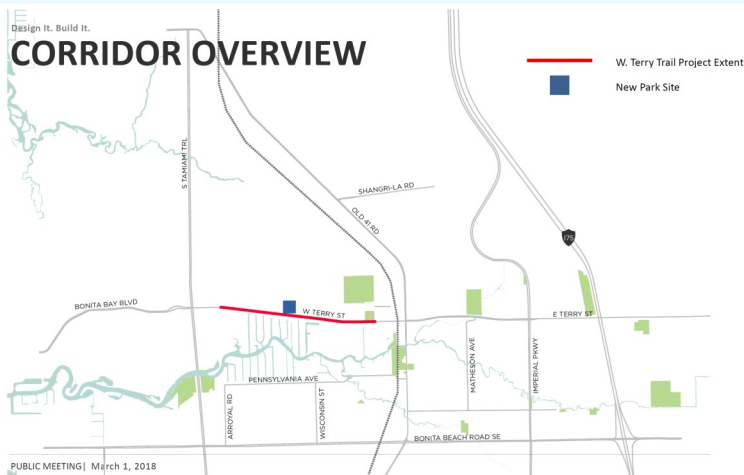 Design It. Build It.
CORRIDOR OVERVIEW
W. Terry Trail Project Extent
New Park Site
S TAMIAMI TRL
SHANGRI-LA RD
OLD 41 RD
I75
BONITA BAY BLVD
W TERRY ST
E TERRY ST
PENNSYLVANIA AVE
ARROYAL RD
WISCONSIN ST
MATHESON AVE
IMPERIAL PKWY
BONITA BEACH ROAD SE
PUBLIC MEETING| March 1, 2018